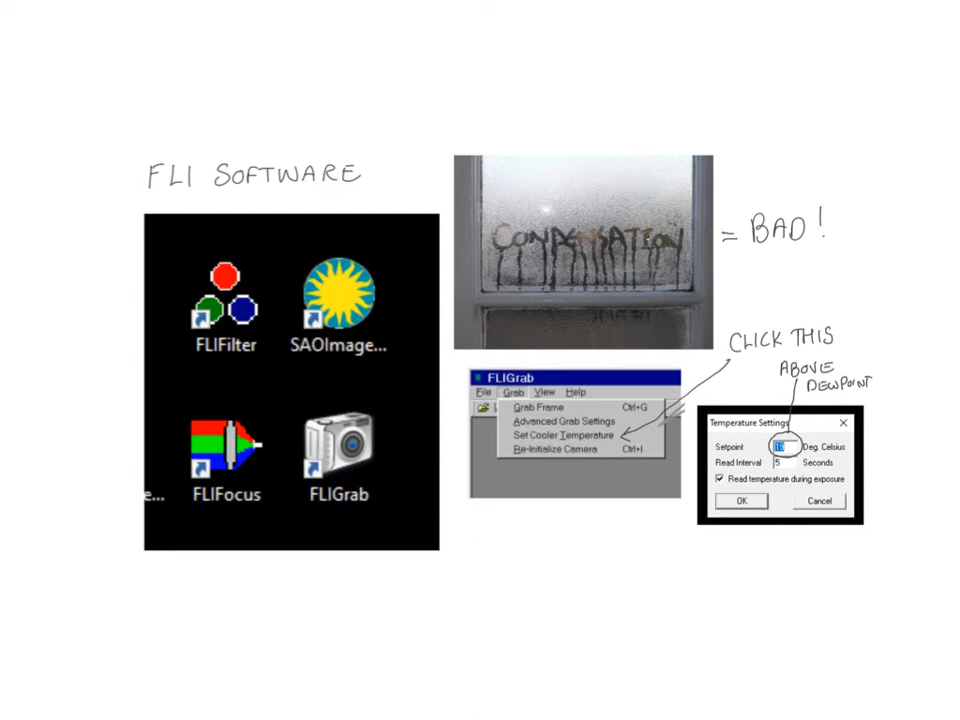 FLI SOFTWARE
FLIFilter
SAOImage...
e...
FLIFocus
FLIGrab
CONDENSATION
= BAD!
CLICK THIS
ABOVE
DEWPOINT
FLIGrab
File Grab View Help
Grab Frame Ctrl+G
Advanced Grab Settings
Set Cooler Temperature
Re-Initialize Camera Ctrl+I
Temperature Settings
Setpoint 15 Deg. Celsius
Read Interval 5 Seconds
Read temperature during exposure
OK Cancel